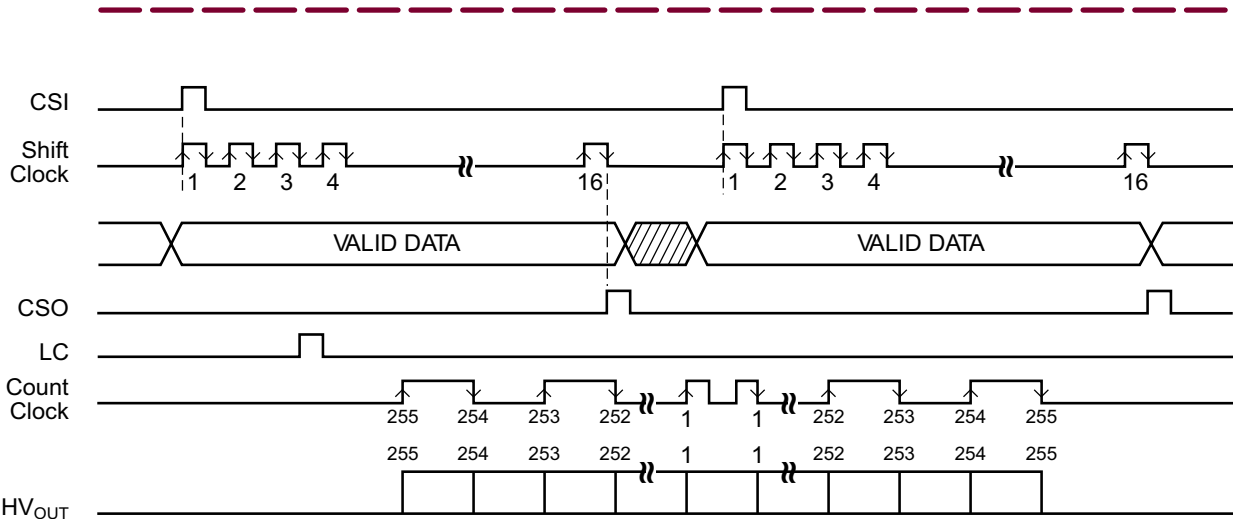 CSI
Shift
Clock
1 2 3 4 16 1 2 3 4 16
VALID DATA VALID DATA
CSO
LC
Count
Clock
255 254 253 252 1 1 252 253 254 255
255 254 253 252 1 1 252 253 254 255
HVOUT